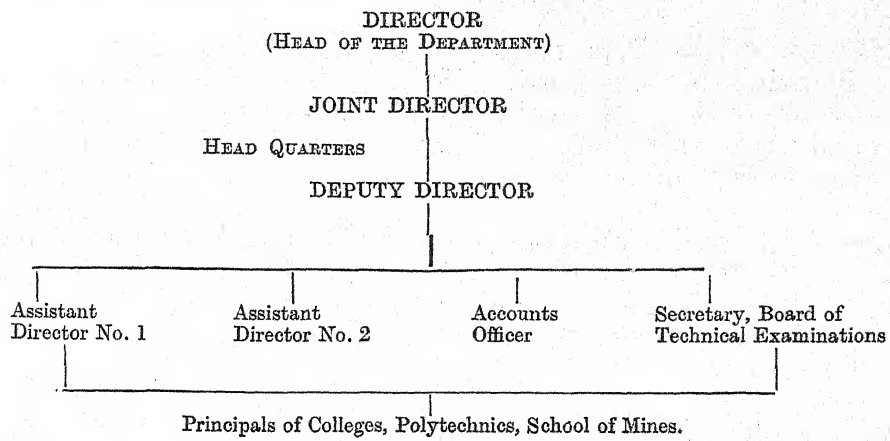 DIRECTOR
(HEAD OF THE DEPARTMENT)
JOINT DIRECTOR
HEAD QUARTERS
DEPUTY DIRECTOR
Assistant
Director No. 1
Assistant
Director No. 2
Accounts
Officer
Secretary, Board of
Technical Examinations
Principals of Colleges, Polytechnics, School of Mines.